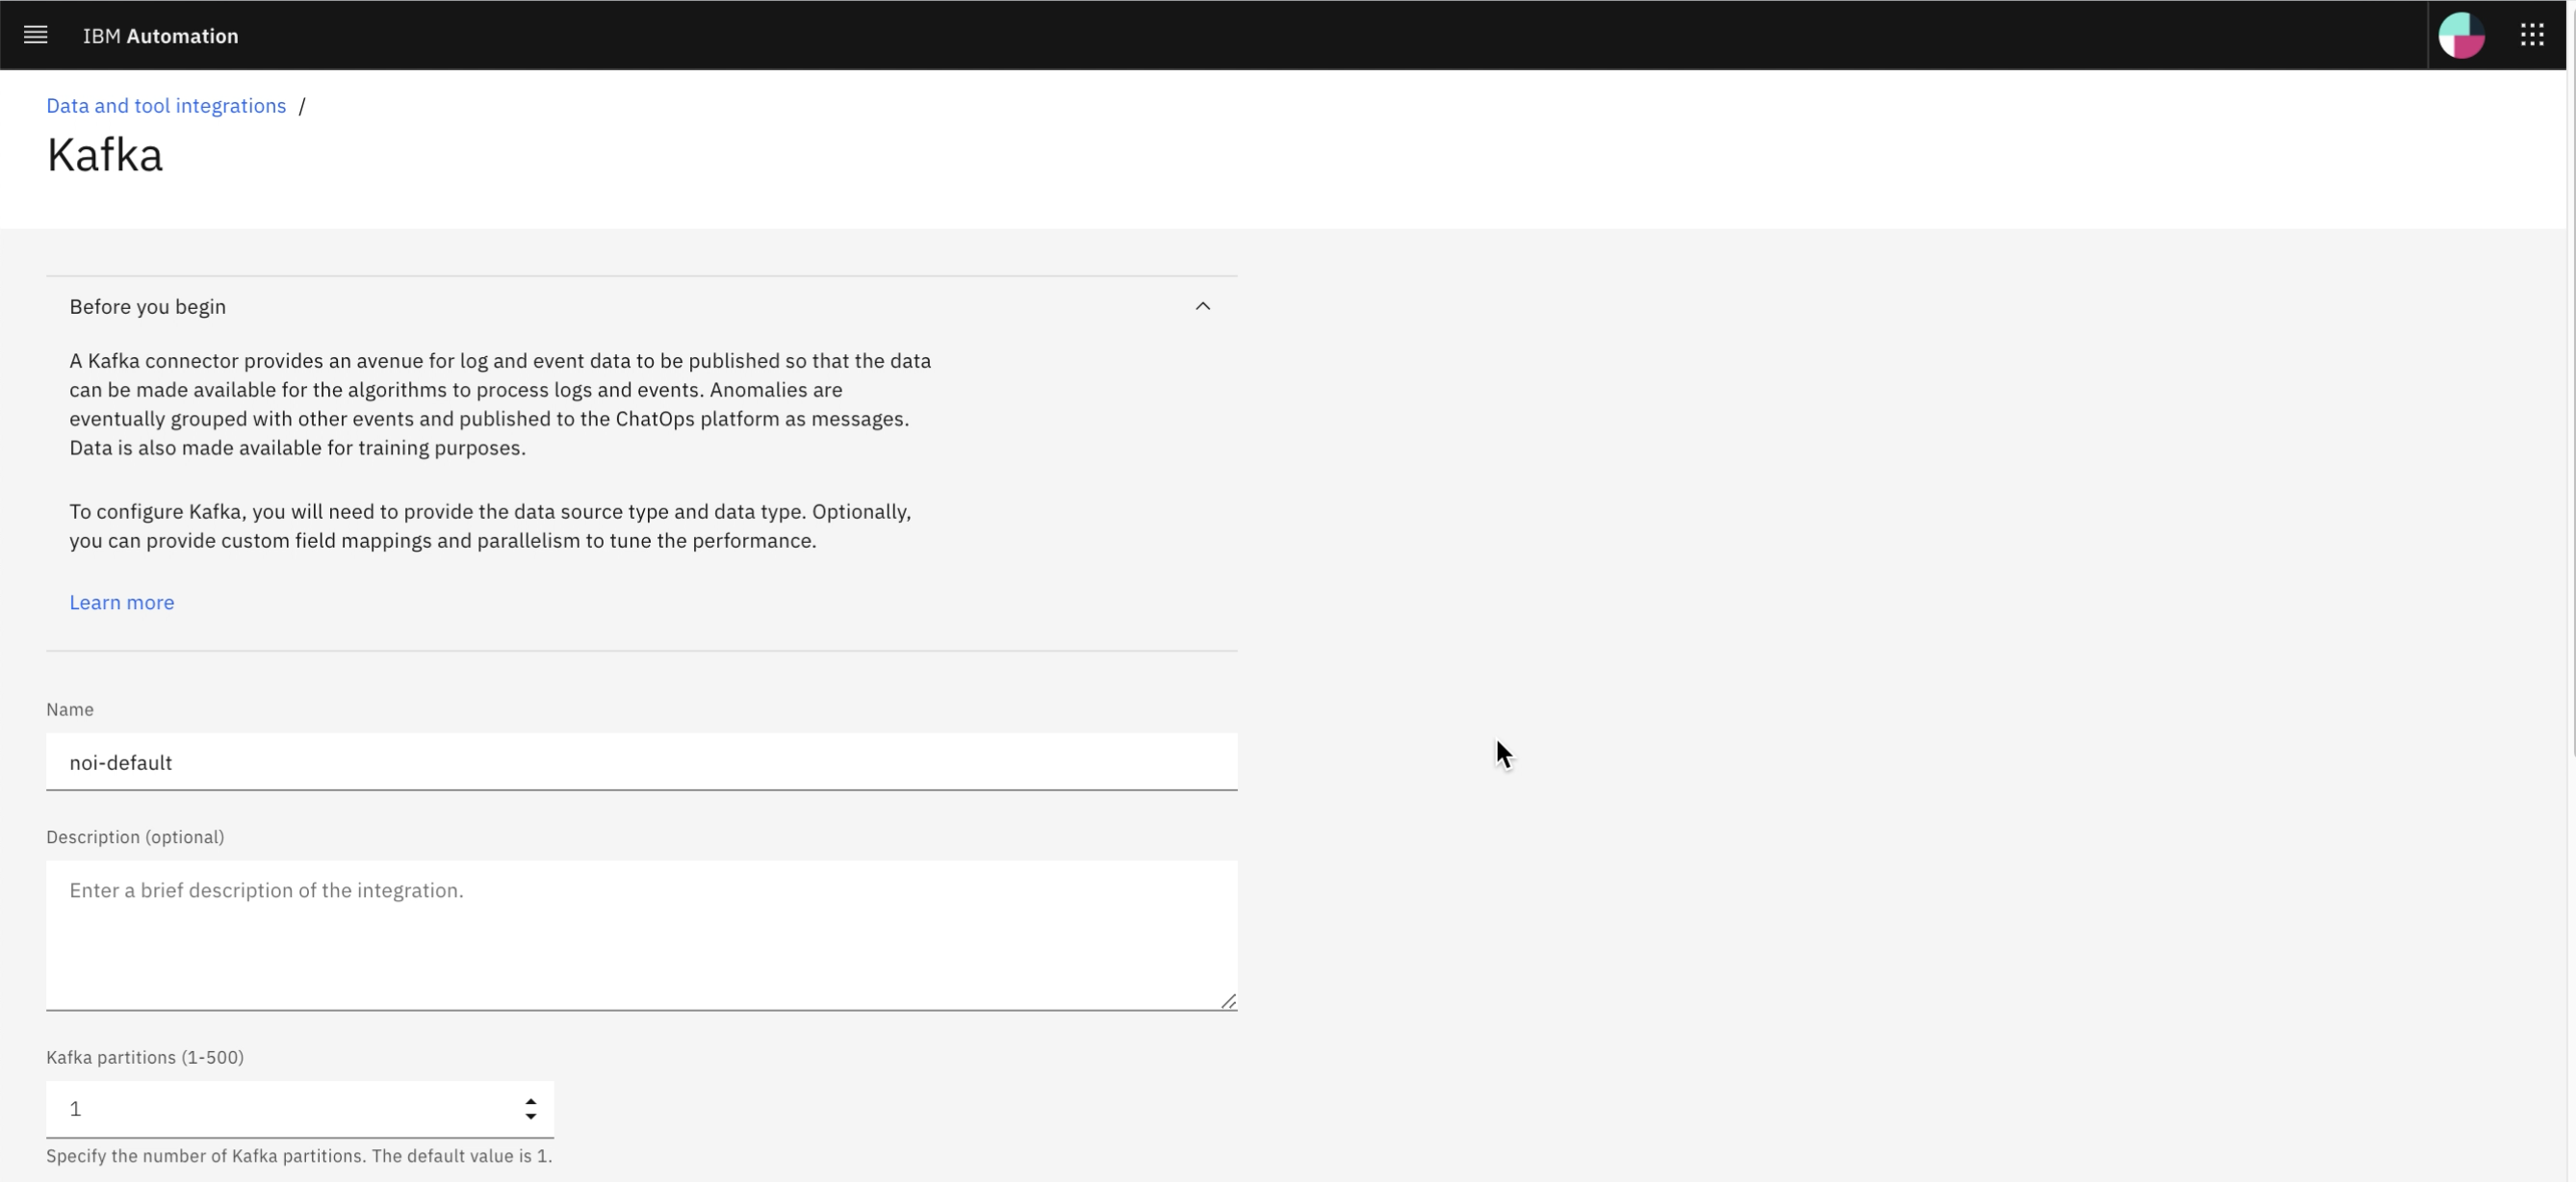 IBM Automation
Data and tool integrations /
Kafka
Before you begin
A Kafka connector provides an avenue for log and event data to be published so that the data
can be made available for the algorithms to process logs and events. Anomalies are
eventually grouped with other events and published to the ChatOps platform as messages.
Data is also made available for training purposes.
To configure Kafka, you will need to provide the data source type and data type. Optionally,
you can provide custom field mappings and parallelism to tune the performance.
Learn more
Name
noi-default
Description (optional)
Enter a brief description of the integration.
Kafka partitions (1-500)
1
Specify the number of Kafka partitions. The default value is 1.